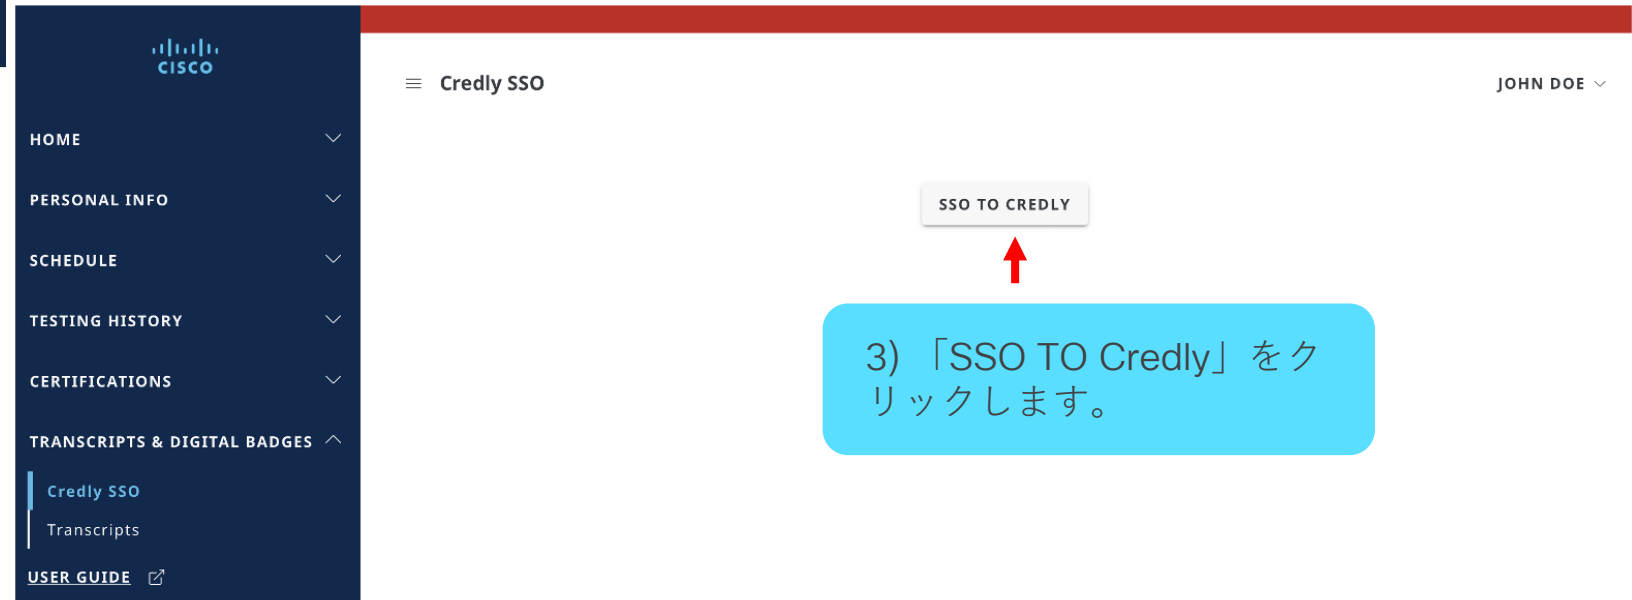 CISCO
HOME
PERSONAL INFO
SCHEDULE
TESTING HISTORY
CERTIFICATIONS
TRANSCRIPTS & DIGITAL BADGES
Credly SSO
Transcripts
USER GUIDE
Credly SSO
JOHN DOE
SSO TO CREDLY
3) 「SSO TO Credly」をク
リックします。